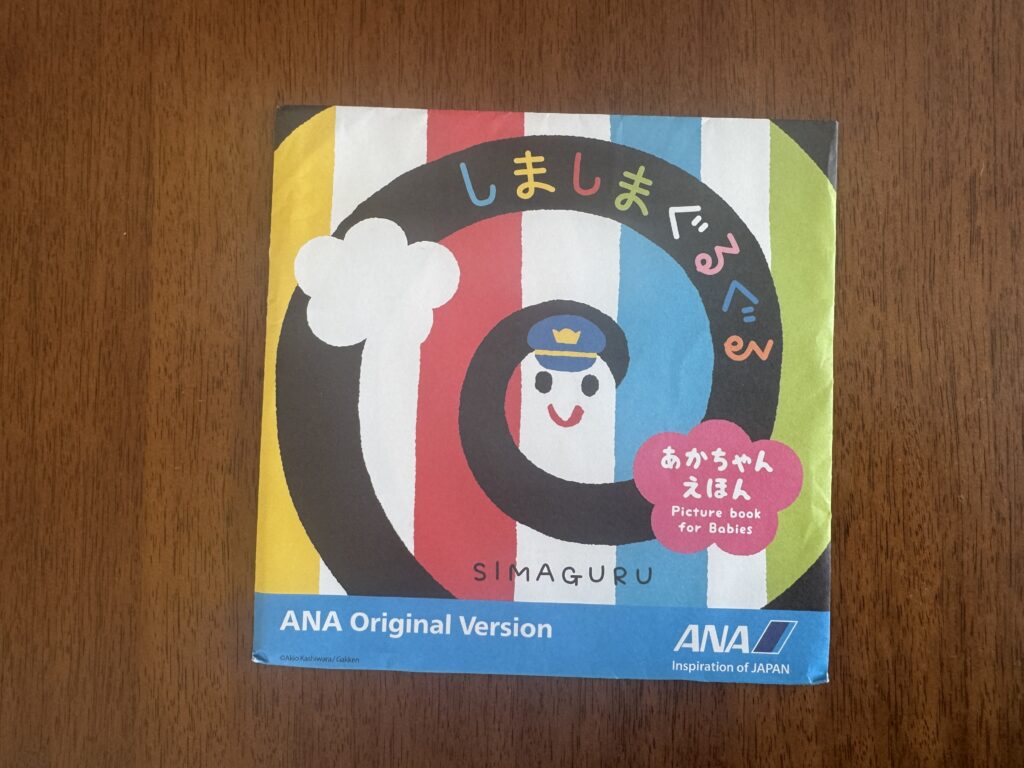 しましまぐるぐる
あかちゃん
えほん
Picture book
for Babies
SIMAGURU
ANA Original Version
©Akio Kashiwara / Gakken
ANA
Inspiration of JAPAN